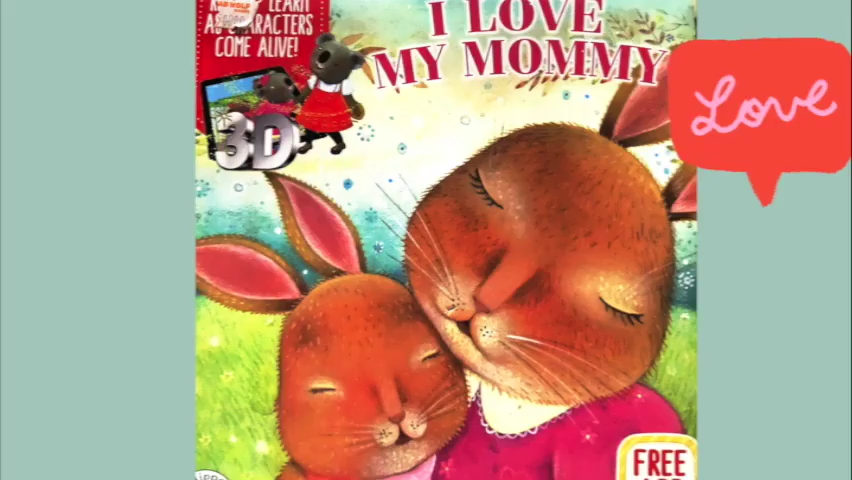 LEARN
AS CHARACTERS
COME ALIVE!
3D
I LOVE
MY MOMMY
Love
FREE